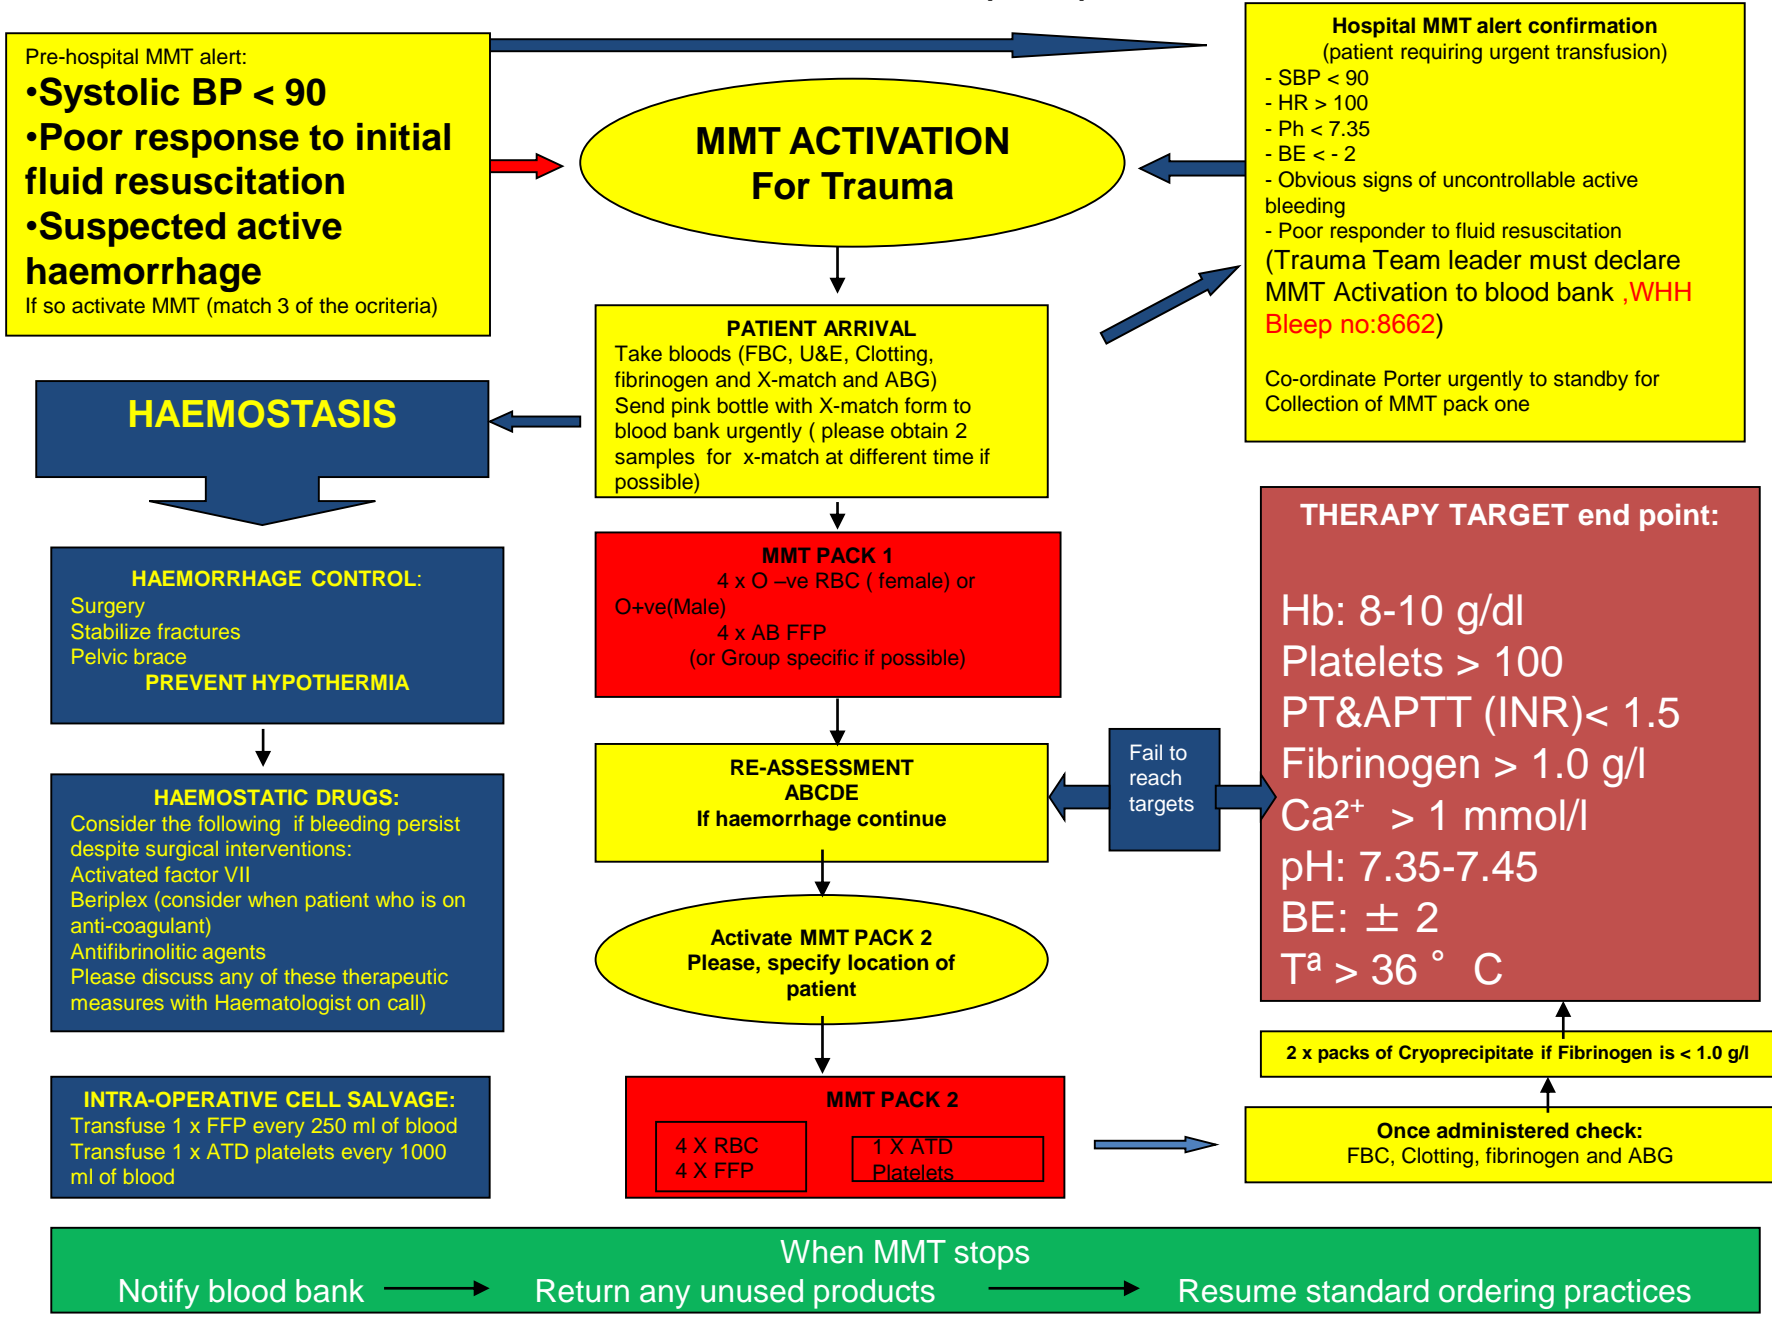 Pre-hospital MMT alert:
•Systolic BP < 90
•Poor response to initial
fluid resuscitation
•Suspected active
haemorrhage
If so activate MMT (match 3 of the ocriteria)
MMT ACTIVATION
For Trauma
Hospital MMT alert confirmation
(patient requiring urgent transfusion)
- SBP < 90
- HR > 100
- Ph < 7.35
- BE < - 2
- Obvious signs of uncontrollable active
bleeding
- Poor responder to fluid resuscitation
(Trauma Team leader must declare
MMT Activation to blood bank ,WHH
Bleep no:8662)
Co-ordinate Porter urgently to standby for
Collection of MMT pack one
PATIENT ARRIVAL
Take bloods (FBC, U&E, Clotting,
fibrinogen and X-match and ABG)
Send pink bottle with X-match form to
blood bank urgently ( please obtain 2
samples for x-match at different time if
possible)
HAEMOSTASIS
HAEMORRHAGE CONTROL:
Surgery
Stabilize fractures
Pelvic brace
PREVENT HYPOTHERMIA
HAEMOSTATIC DRUGS:
Consider the following if bleeding persist
despite surgical interventions:
Activated factor VII
Beriplex (consider when patient who is on
anti-coagulant)
Antifibrinolitic agents
Please discuss any of these therapeutic
measures with Haematologist on call)
INTRA-OPERATIVE CELL SALVAGE:
Transfuse 1 x FFP every 250 ml of blood
Transfuse 1 x ATD platelets every 1000
ml of blood
MMT PACK 1
4 x O –ve RBC ( female) or
O+ve(Male)
4 x AB FFP
(or Group specific if possible)
RE-ASSESSMENT
ABCDE
If haemorrhage continue
Fail to
reach
targets
Activate MMT PACK 2
Please, specify location of
patient
MMT PACK 2
4 X RBC
4 X FFP
1 X ATD
Platelets
THERAPY TARGET end point:
Hb: 8-10 g/dl
Platelets > 100
PT&APTT (INR)< 1.5
Fibrinogen > 1.0 g/l
Ca²⁺ > 1 mmol/l
pH: 7.35-7.45
BE: ± 2
Tª > 36 ° C
2 x packs of Cryoprecipitate if Fibrinogen is < 1.0 g/l
Once administered check:
FBC, Clotting, fibrinogen and ABG
When MMT stops
Notify blood bank Return any unused products Resume standard ordering practices